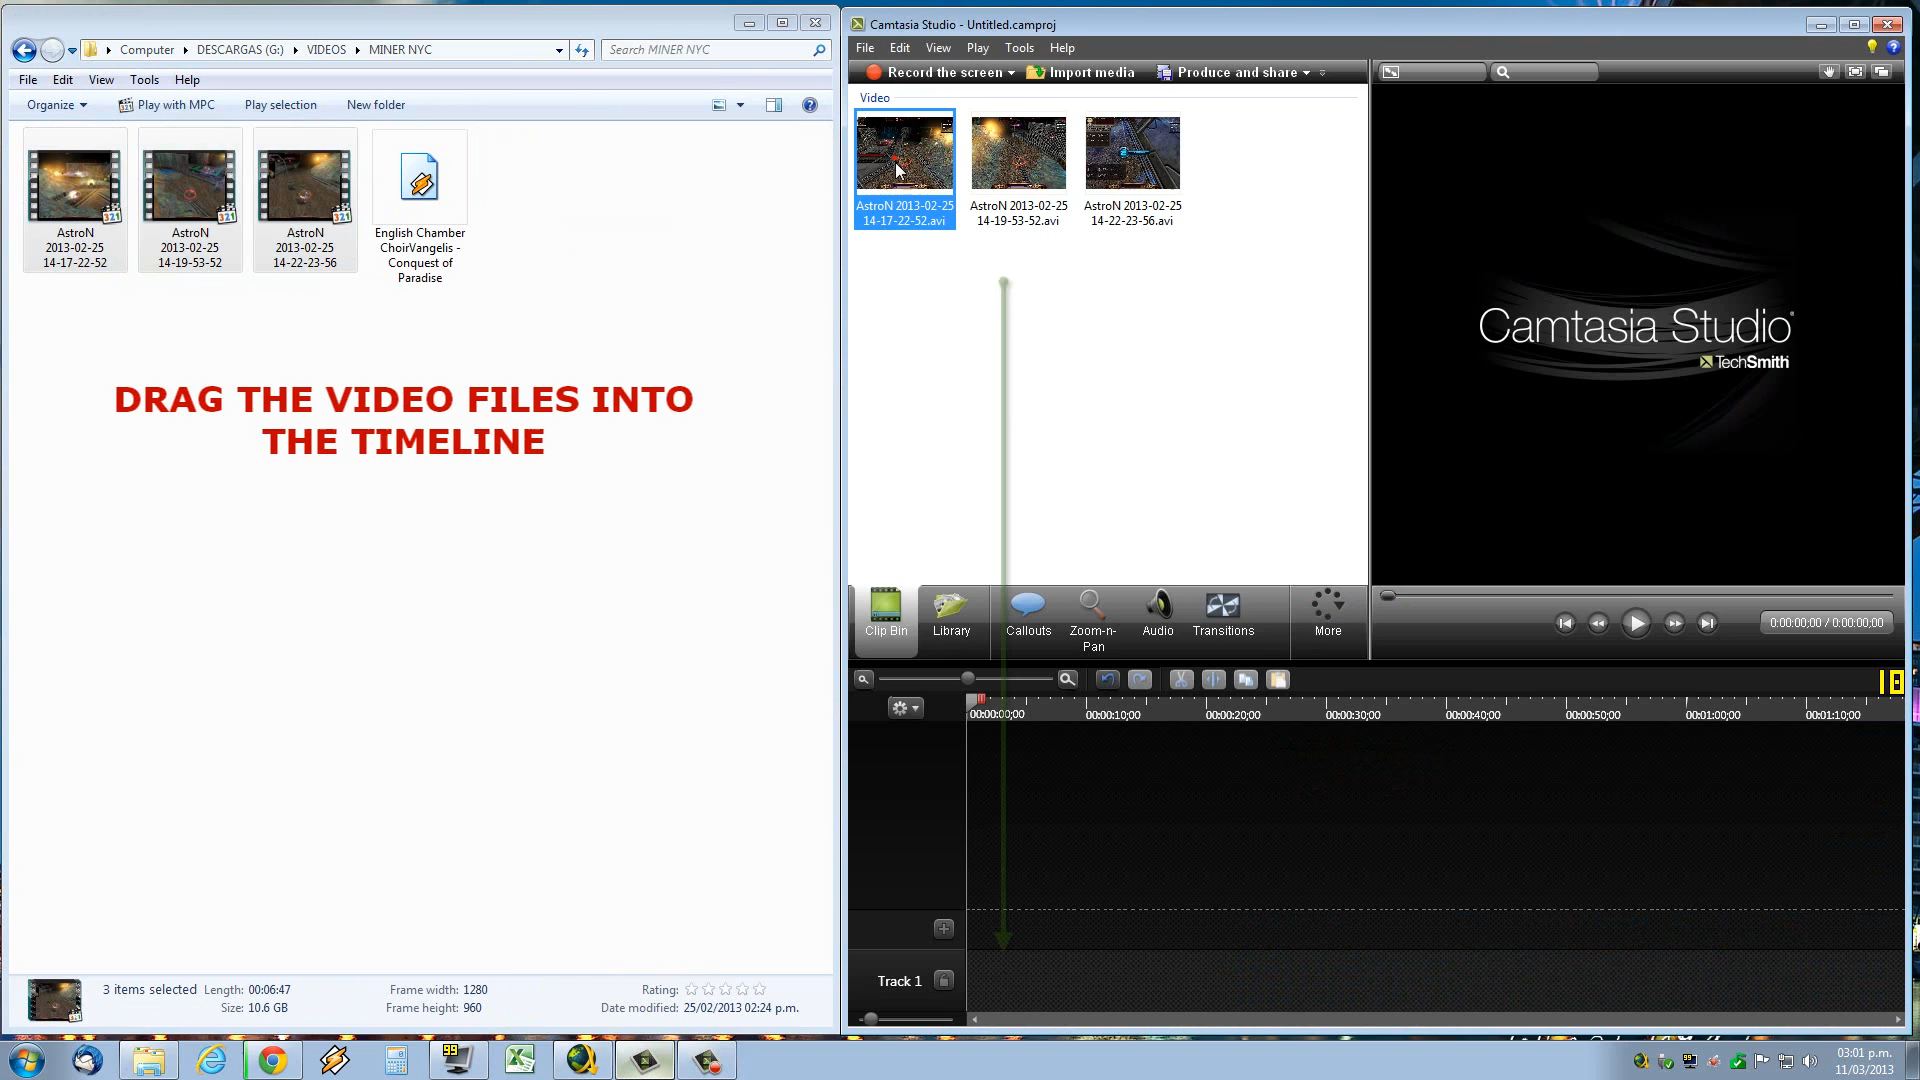 Computer
DESCARGAS (G:)
VIDEOS
MINER NYC
Search MINER NYC
File Edit View Tools Help
Organize
Play with MPC
Play selection
New folder
AstroN
2013-02-25
14-17-22-52
AstroN
2013-02-25
14-19-53-52
AstroN
2013-02-25
14-22-23-56
English Chamber
ChoirVangelis -
Conquest of
Paradise
DRAG THE VIDEO FILES INTO
THE TIMELINE
3 items selected
Length: 00:06:47
Size: 10.6 GB
Frame width: 1280
Frame height: 960
Rating:
Date modified: 25/02/2013 02:24 p.m.
Camtasia Studio - Untitled.camproj
File Edit View Play Tools Help
Record the screen
Import media
Produce and share
Video
AstroN 2013-02-25
14-17-22-52.avi
AstroN 2013-02-25
14-19-53-52.avi
AstroN 2013-02-25
14-22-23-56.avi
Camtasia Studio
TechSmith
Clip Bin
Library
Callouts
Zoom-n-
Pan
Audio
Transitions
More
0:00:00;00 / 0:00:00;00
00:00:00;00
00:00:10;00
00:00:20;00
00:00:30;00
00:00:40;00
00:00:50;00
00:01:00;00
00:01:10;00
Track 1
99
03:01 p.m.
11/03/2013